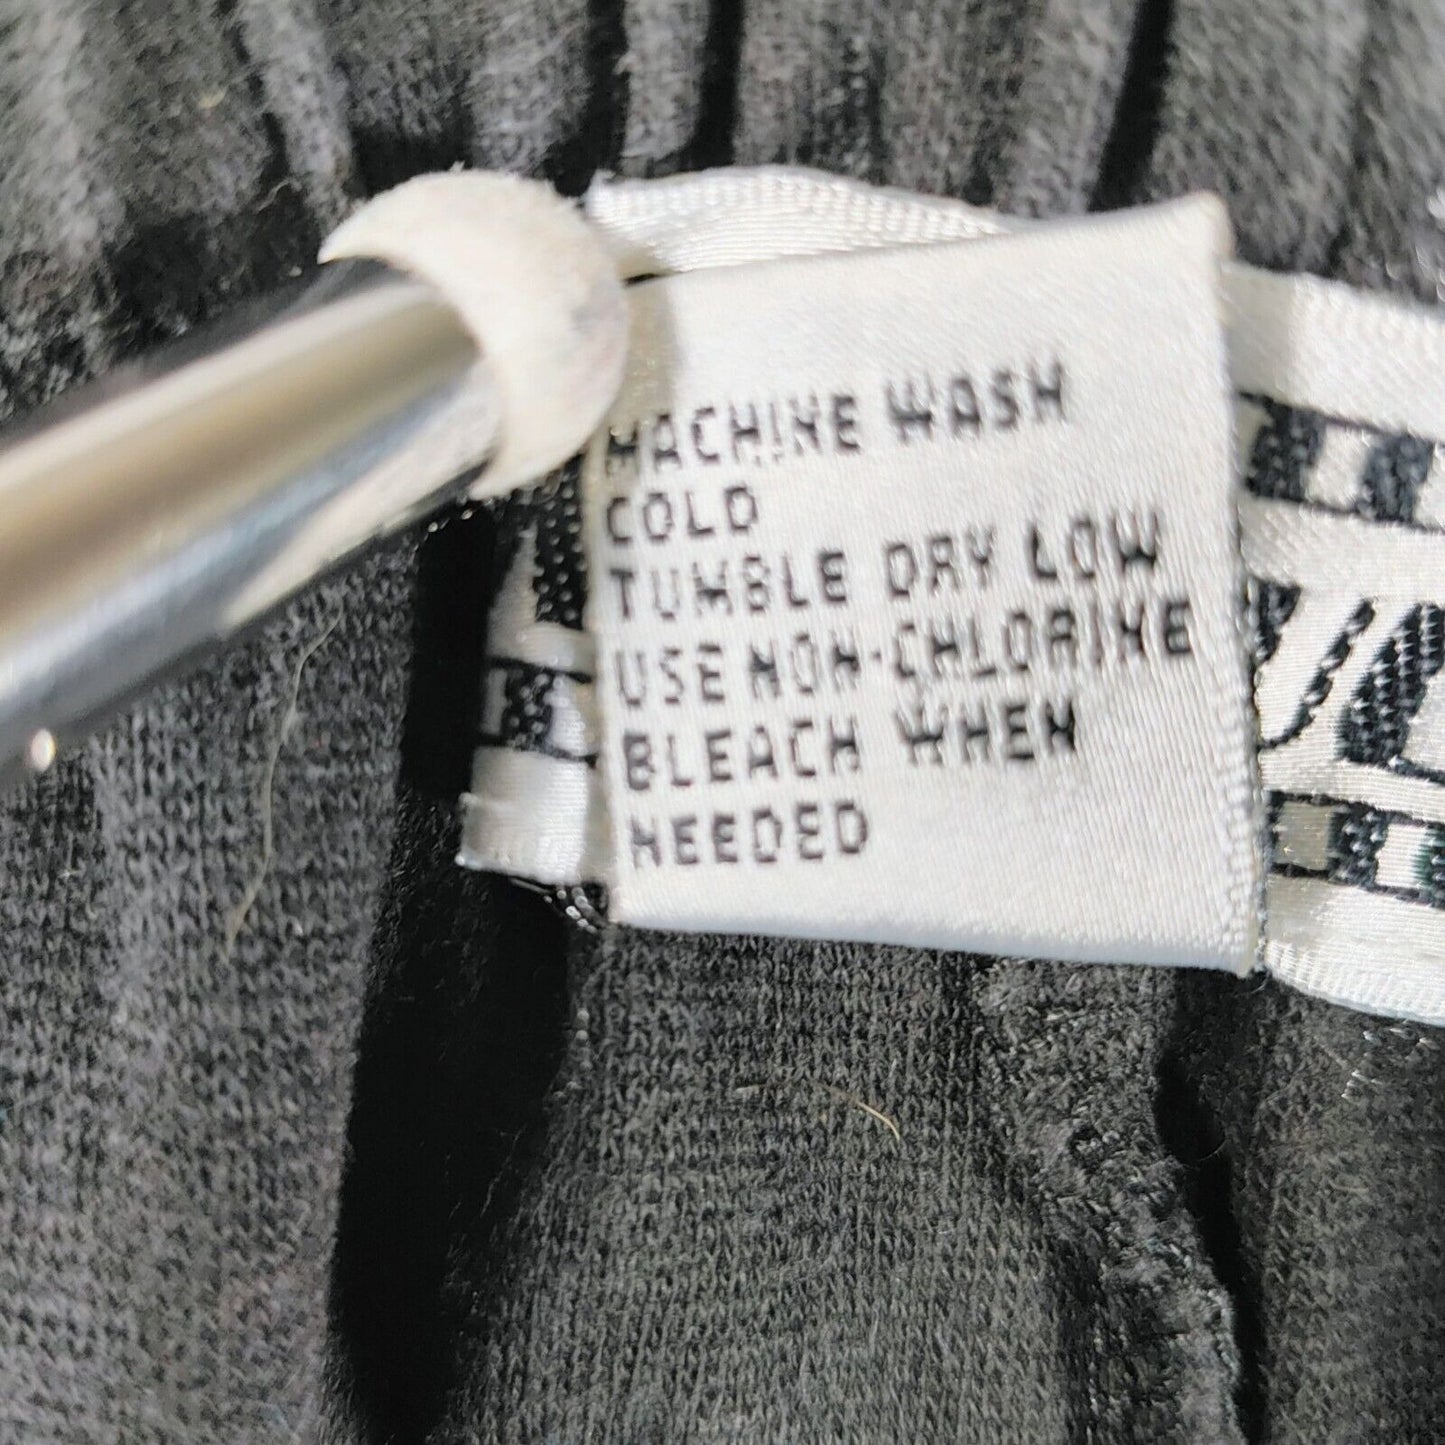 MACHINE WASH
COLD
TUMBLE DRY LOW
USE NON-CHLORINE
BLEACH WHEN
NEEDED